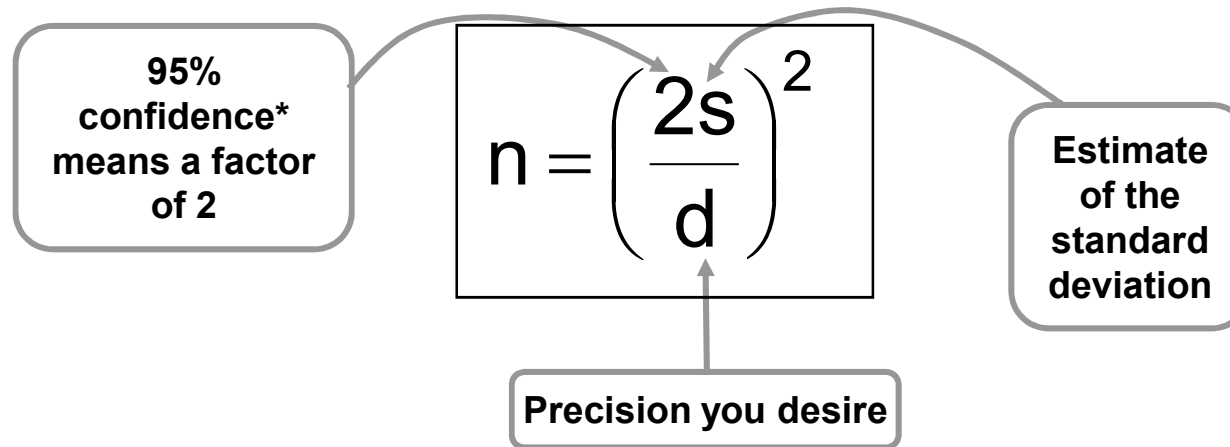 95%
confidence*
means a factor
of 2
n = (2s/d)²
Estimate
of the
standard
deviation
Precision you desire